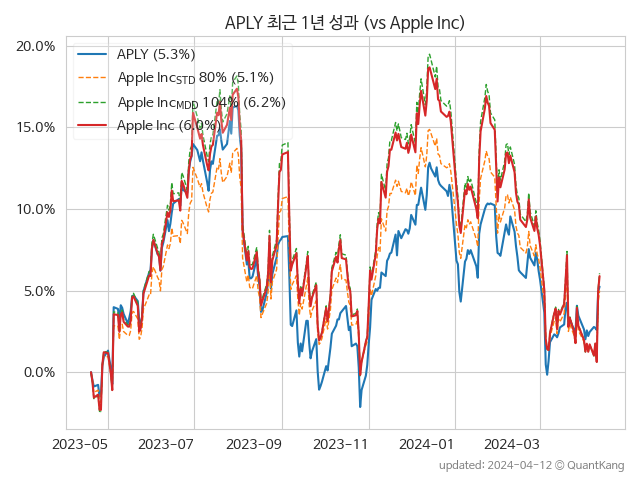 APLY 최근 1년 성과 (vs Apple Inc)
20.0%
15.0%
10.0%
5.0%
0.0%
APLY (5.3%)
Apple IncSTD 80% (5.1%)
Apple IncMDD 104% (6.2%)
Apple Inc (6.0%)
2023-05 2023-07 2023-09 2023-11 2024-01 2024-03
updated: 2024-04-12 © QuantKang